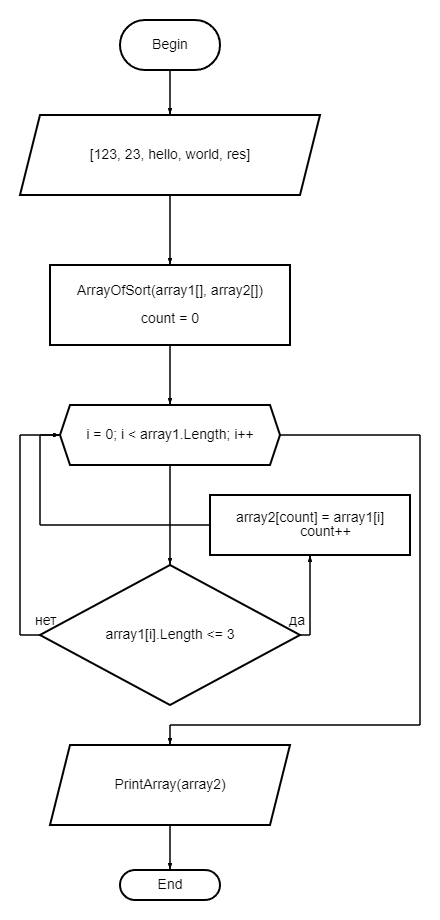 Begin
[123, 23, hello, world, res]
ArrayOfSort(array1[], array2[])
count = 0
i = 0; i < array1.Length; i++
array2[count] = array1[i]
count++
нет
да
array1[i].Length <= 3
PrintArray(array2)
End